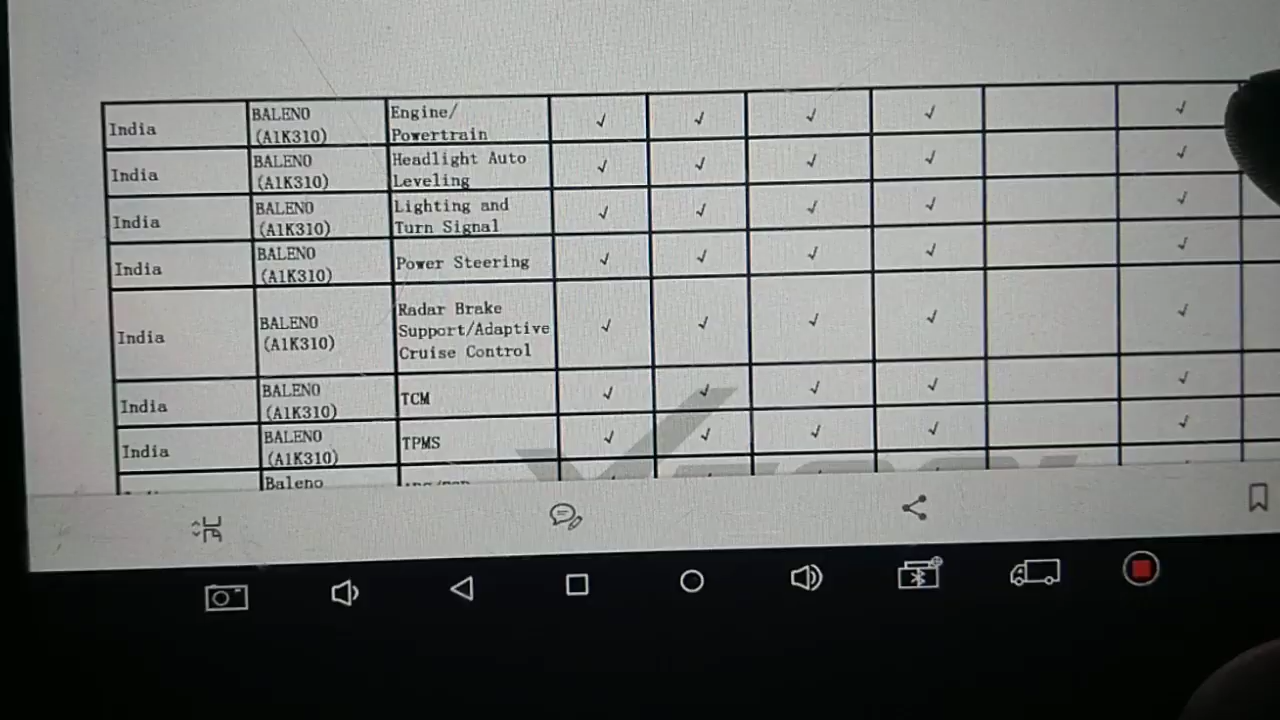 India BALENO (A1K310) Engine/ Powertrain √ √ √ √ √
India BALENO (A1K310) Headlight Auto Leveling √ √ √ √ √
India BALENO (A1K310) Lighting and Turn Signal √ √ √ √ √
India BALENO (A1K310) Power Steering √ √ √ √ √
India BALENO (A1K310) Radar Brake Support/Adaptive Cruise Control √ √ √ √ √
India BALENO (A1K310) TCM √ √ √ √ √
India BALENO (A1K310) TPMS √ √ √ √ √
Baleno